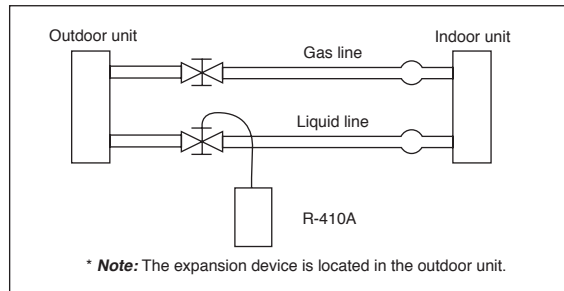 Outdoor unit
Indoor unit
Gas line
Liquid line
R-410A
* Note: The expansion device is located in the outdoor unit.